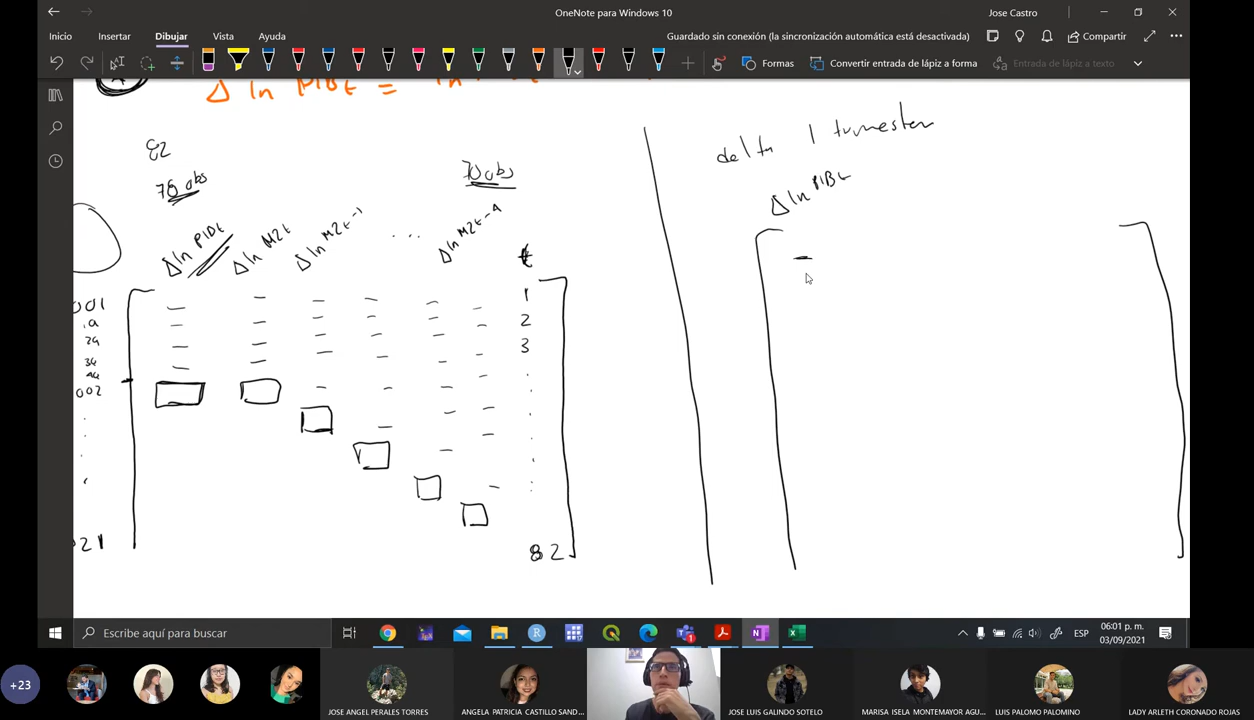 OneNote para Windows 10
Jose Castro
Inicio Insertar Dibujar Vista Ayuda
Guardado sin conexión (la sincronización automática está desactivada)
Compartir
Formas
Convertir entrada de lápiz a forma
Entrada de lápiz a texto
Δ ln PIBt =
delta 1 trimestre
78 obs
70 obs
Δ ln PIBt
Δ ln PIBt Δ ln M2t Δ ln M2t-1 ... Δ ln M2t-4 t
001
1
2
3
002
021
82
Escribe aquí para buscar
ESP
06:01 p. m.
03/09/2021
+23
JOSE ANGEL PERALES TORRES
ANGELA PATRICIA CASTILLO SAND...
JOSE LUIS GALINDO SOTELO
MARISA ISELA MONTEMAYOR AGU...
LUIS PALOMO PALOMINO
LADY ARLETH CORONADO ROJAS